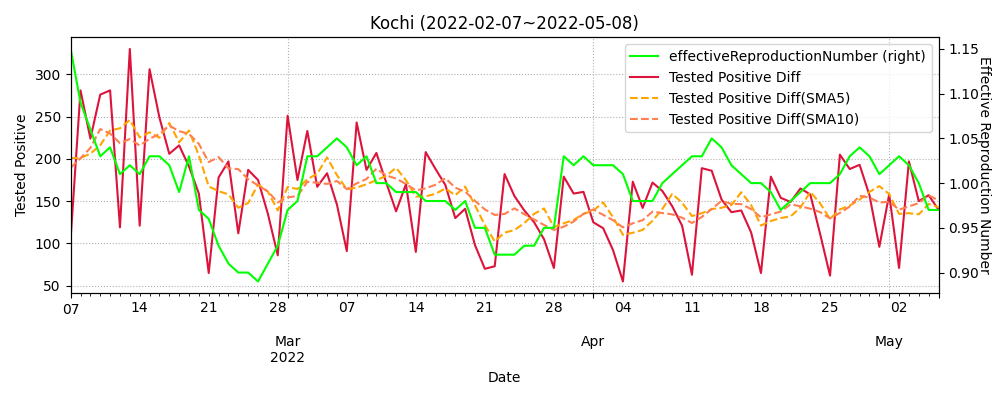 Kochi (2022-02-07~2022-05-08)
effectiveReproductionNumber (right)
Tested Positive Diff
Tested Positive Diff(SMA5)
Tested Positive Diff(SMA10)
Tested Positive
300
250
200
150
100
50
1.15
1.10
1.05
1.00
0.95
0.90
Effective Reproduction Number
07 14 21 28 07 14 21 28 04 11 18 25 02
Mar Apr May
2022
Date